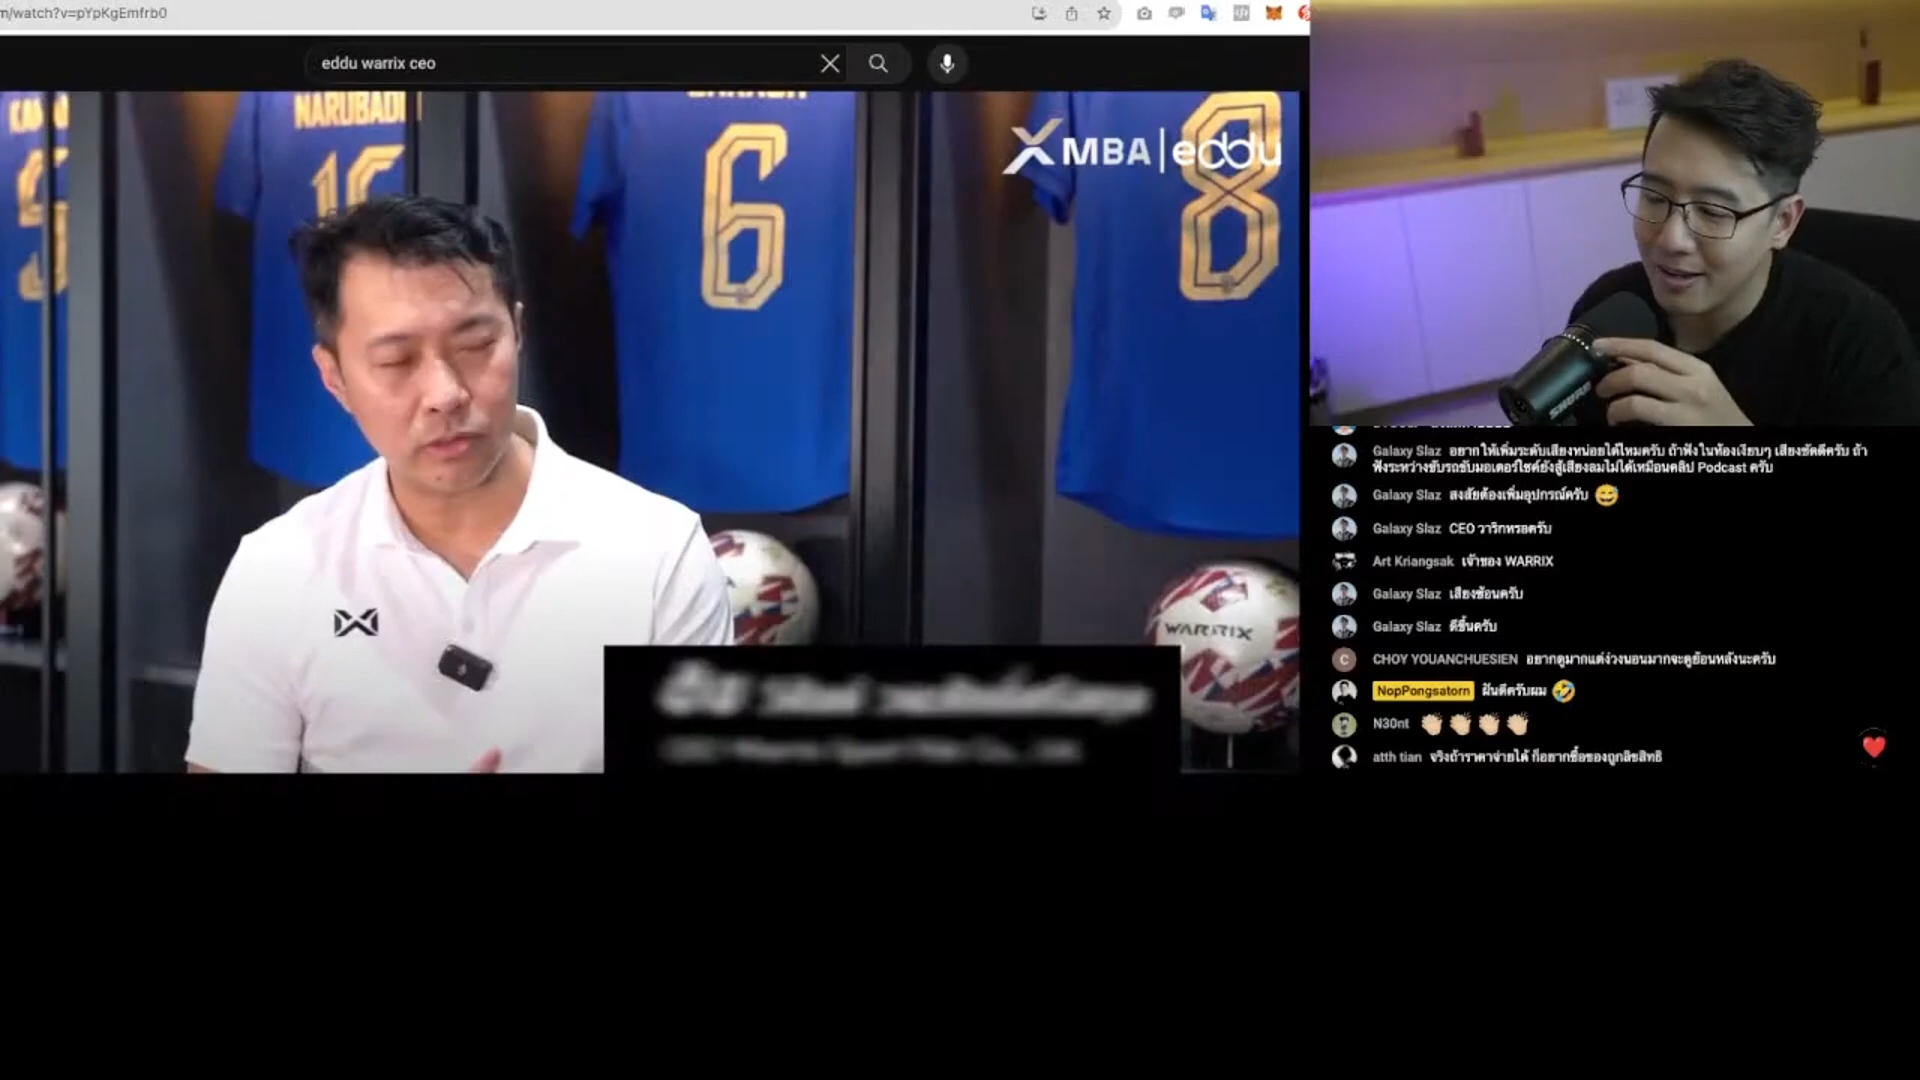 m/watch?v=pYpKgEmfrb0
eddu warrix ceo
NARUBADI
16
6
8
XMBA | eddu
WARRIX
SHURE
Galaxy Slaz อยากให้เพิ่มระดับเสียงหน่อยได้ไหมครับ ถ้าฟังในห้องเงียบๆ เสียงชัดดีครับ ถ้า
ฟังระหว่างขับรถขับมอเตอร์ไซค์ยังสู้เสียงลมไม่ได้เหมือนคลิป Podcast ครับ
Galaxy Slaz สงสัยต้องเพิ่มอุปกรณ์ครับ 😅
Galaxy Slaz CEO วาริกหรอครับ
Art Kriangsak เจ้าของ WARRIX
Galaxy Slaz เสียงซ้อนครับ
Galaxy Slaz ดีขึ้นครับ
C CHOY YOUANCHUESIEN อยากดูมากแต่ง่วงนอนมากจะดูย้อนหลังนะครับ
NopPongsatorn ฝันดีครับผม 🤣
N30nt 👏🏻👏🏻👏🏻👏🏻
atth tian จริงถ้าราคาจ่ายได้ ก็อยากซื้อของถูกลิขสิทธิ